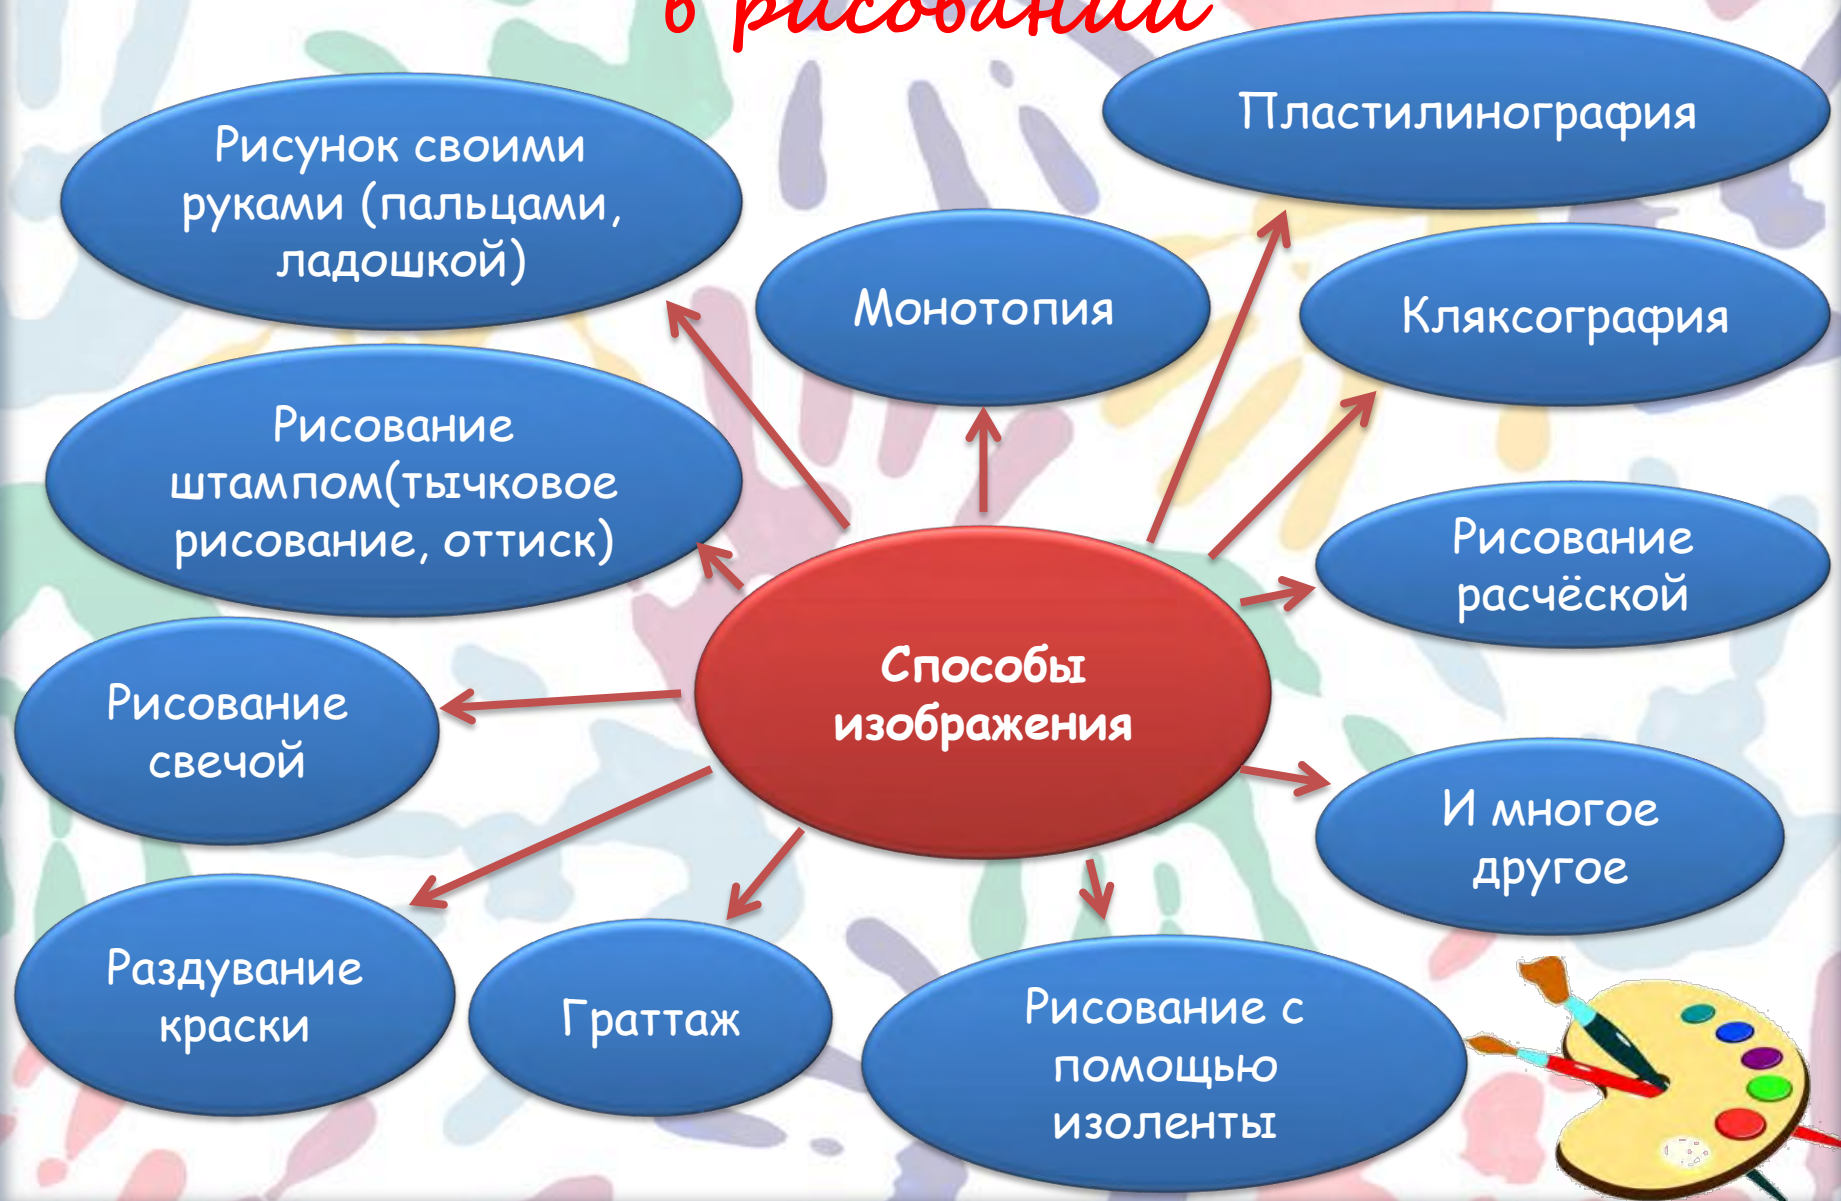 в рисовании
Пластилинография
Рисунок своими
руками (пальцами,
ладошкой)
Монотопия
Кляксография
Рисование
штампом(тычковое
рисование, оттиск)
Рисование
расчёской
Способы
изображения
Рисование
свечой
И многое
другое
Раздувание
краски
Граттаж
Рисование с
помощью
изоленты